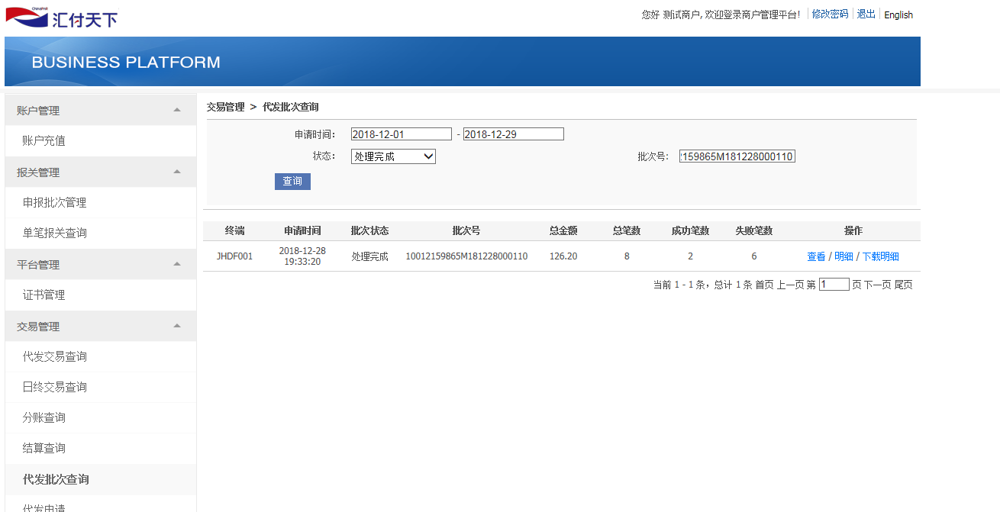 ChinaPnR
汇付天下
您好 测试商户, 欢迎登录商户管理平台! 修改密码 退出 English
BUSINESS PLATFORM
账户管理
账户充值
报关管理
申报批次管理
单笔报关查询
平台管理
证书管理
交易管理
代发交易查询
日终交易查询
分账查询
结算查询
代发批次查询
代发申请
交易管理 > 代发批次查询
申请时间: 2018-12-01 - 2018-12-29
状态: 处理完成 批次号: 159865M181228000110
查询
终端 申请时间 批次状态 批次号 总金额 总笔数 成功笔数 失败笔数 操作
JHDF001 2018-12-28 处理完成 10012159865M181228000110 126.20 8 2 6 查看 / 明细 / 下载明细
19:33:20
当前 1 - 1 条，总计 1 条 首页 上一页 第 1 页 下一页 尾页